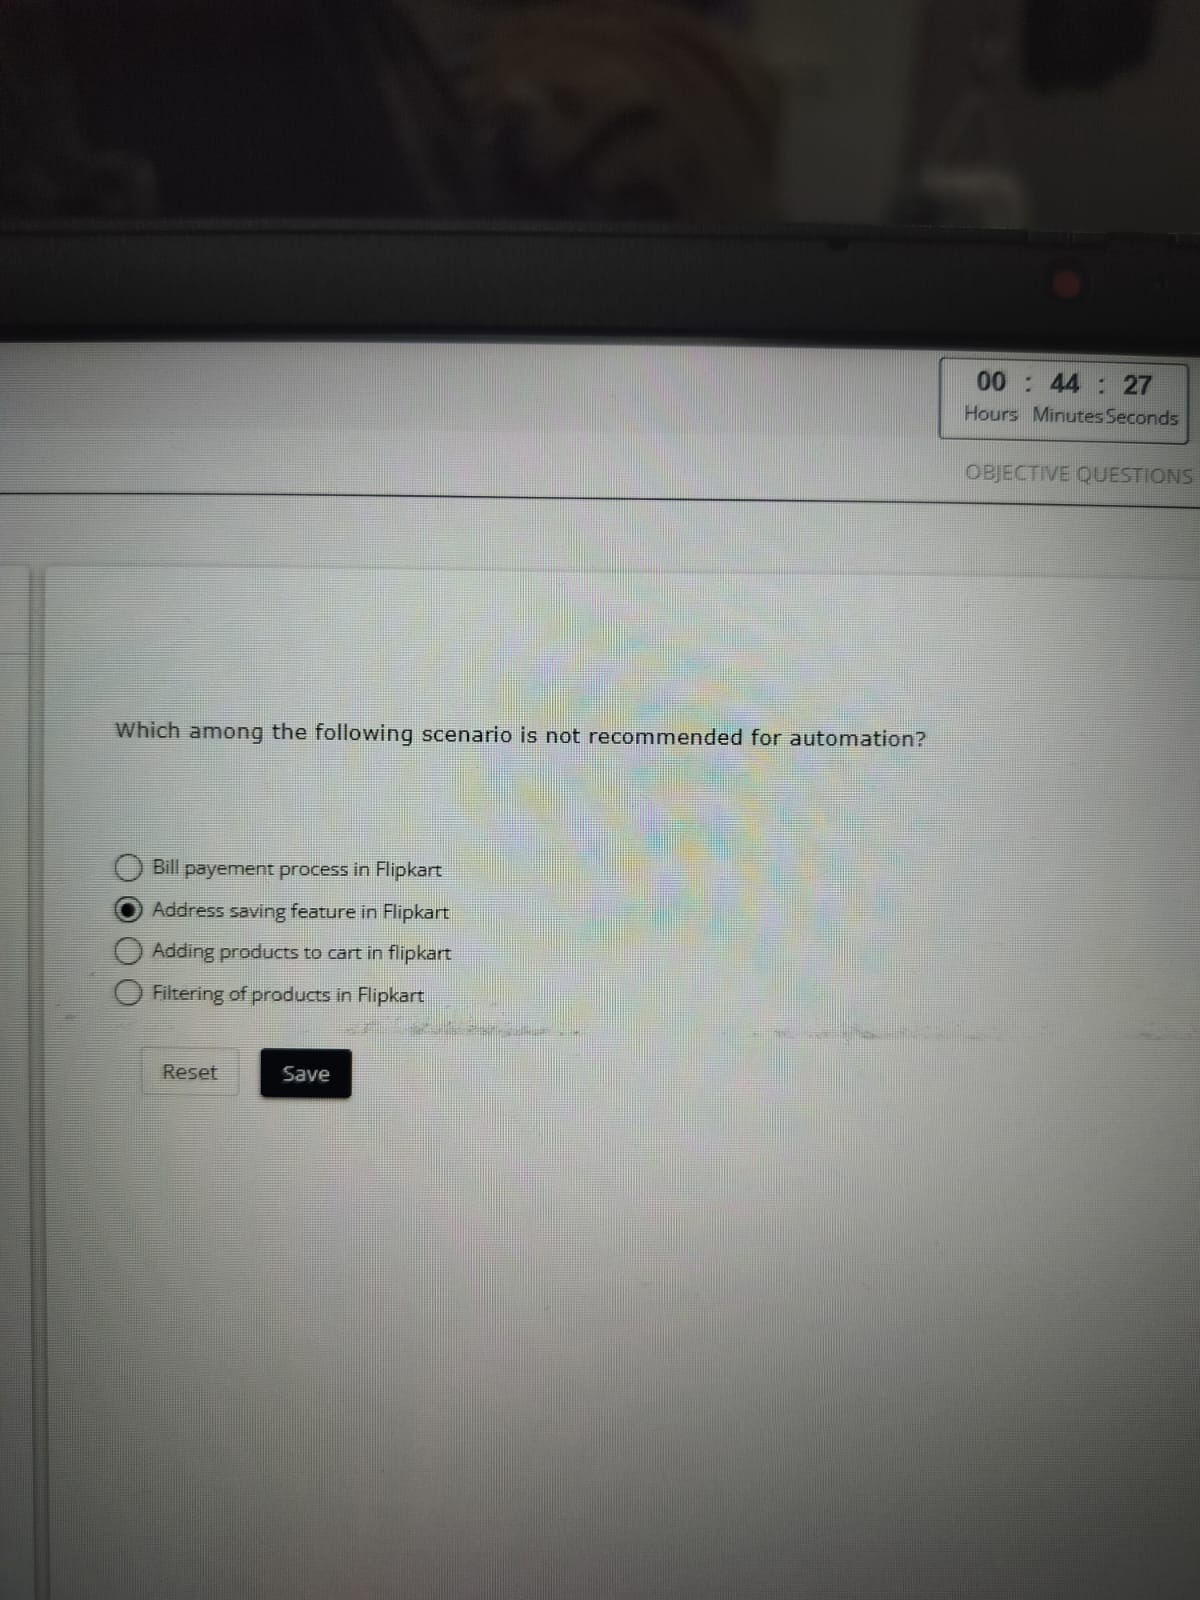 00 : 44 : 27
Hours Minutes Seconds
OBJECTIVE QUESTIONS
Which among the following scenario is not recommended for automation?
Bill payement process in Flipkart
Address saving feature in Flipkart
Adding products to cart in flipkart
Filtering of products in Flipkart
Reset Save